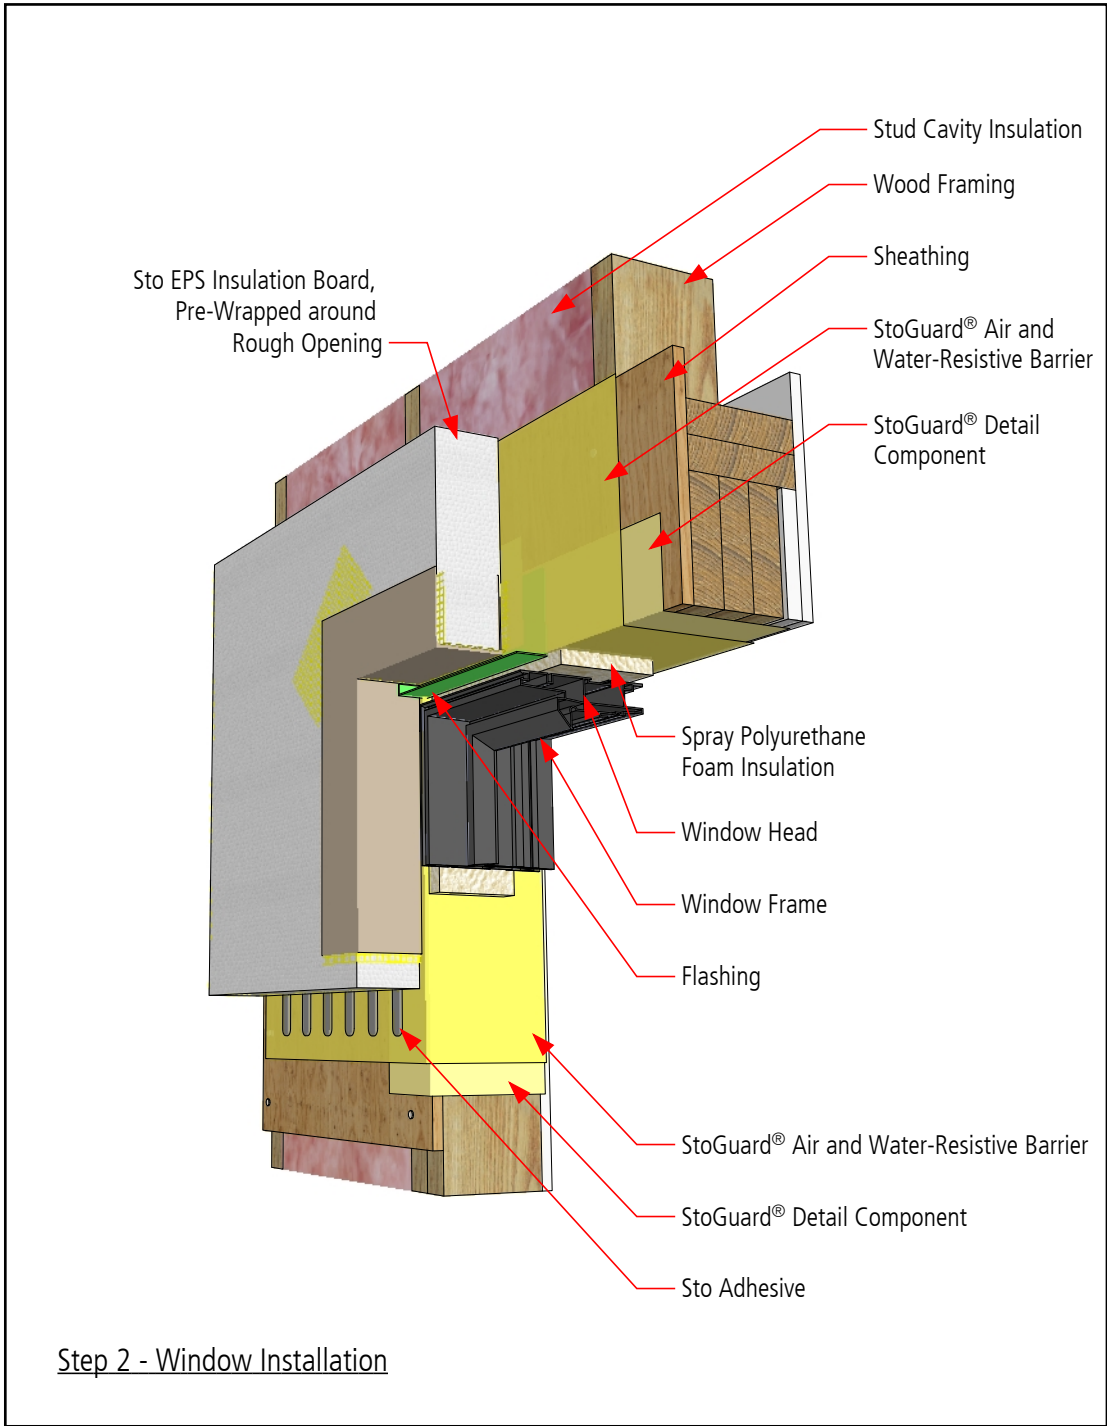 Stud Cavity Insulation
Wood Framing
Sheathing
Sto EPS Insulation Board,
Pre-Wrapped around
Rough Opening
StoGuard® Air and
Water-Resistive Barrier
StoGuard® Detail
Component
Spray Polyurethane
Foam Insulation
Window Head
Window Frame
Flashing
StoGuard® Air and Water-Resistive Barrier
StoGuard® Detail Component
Sto Adhesive
Step 2 - Window Installation